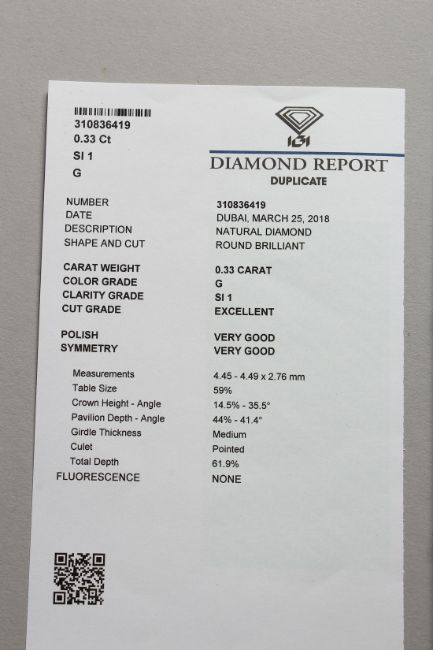 310836419
0.33 Ct
SI 1
G
IGI
DIAMOND REPORT
DUPLICATE
NUMBER 310836419
DATE DUBAI, MARCH 25, 2018
DESCRIPTION NATURAL DIAMOND
SHAPE AND CUT ROUND BRILLIANT
CARAT WEIGHT 0.33 CARAT
COLOR GRADE G
CLARITY GRADE SI 1
CUT GRADE EXCELLENT
POLISH VERY GOOD
SYMMETRY VERY GOOD
Measurements 4.45 - 4.49 x 2.76 mm
Table Size 59%
Crown Height - Angle 14.5% - 35.5°
Pavilion Depth - Angle 44% - 41.4°
Girdle Thickness Medium
Culet Pointed
Total Depth 61.9%
FLUORESCENCE NONE